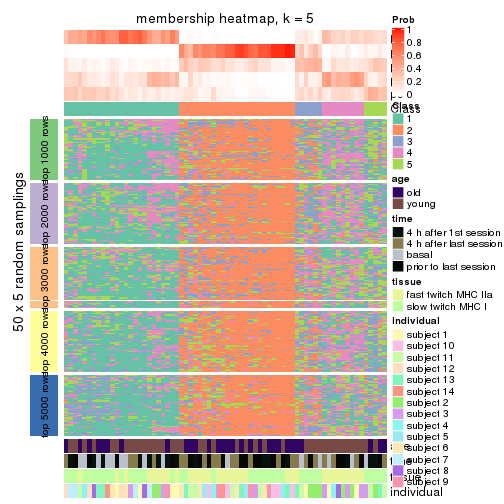 membership heatmap, k = 5
50 x 5 random samplings
top 1000 rows
top 2000 rows
top 3000 rows
top 4000 rows
top 5000 rows
Prob
1
0.8
0.6
0.4
0.2
0
Class
Class
1
2
3
4
5
age
old
young
time
4 h after 1st session
4 h after last session
basal
prior to last session
tissue
fast twitch MHC IIa
slow twitch MHC I
individual
subject 1
subject 10
subject 11
subject 12
subject 13
subject 14
subject 2
subject 3
subject 4
subject 5
subject 6
subject 7
subject 8
subject 9
individual